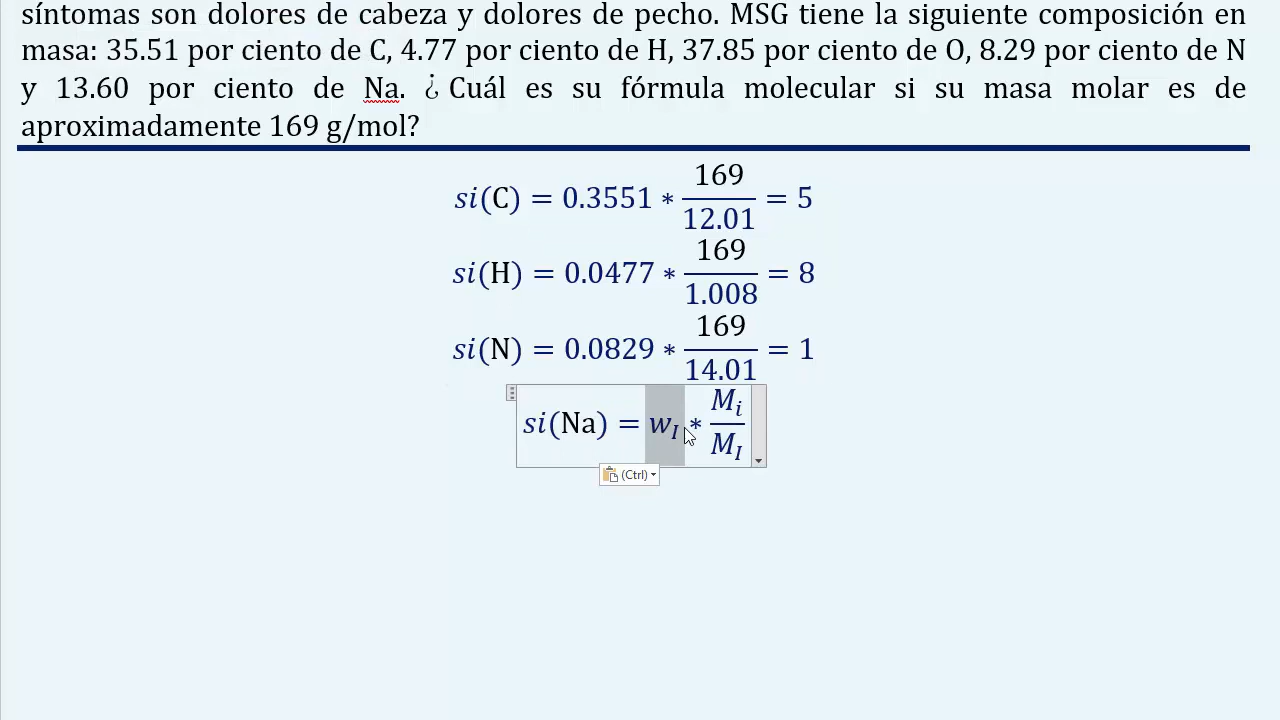 síntomas son dolores de cabeza y dolores de pecho. MSG tiene la siguiente composición en
masa: 35.51 por ciento de C, 4.77 por ciento de H, 37.85 por ciento de O, 8.29 por ciento de N
y 13.60 por ciento de Na. ¿ Cuál es su fórmula molecular si su masa molar es de
aproximadamente 169 g/mol?
si(C) = 0.3551 * 169/12.01 = 5
si(H) = 0.0477 * 169/1.008 = 8
si(N) = 0.0829 * 169/14.01 = 1
si(Na) = w_I * M_i/M_I
(Ctrl)